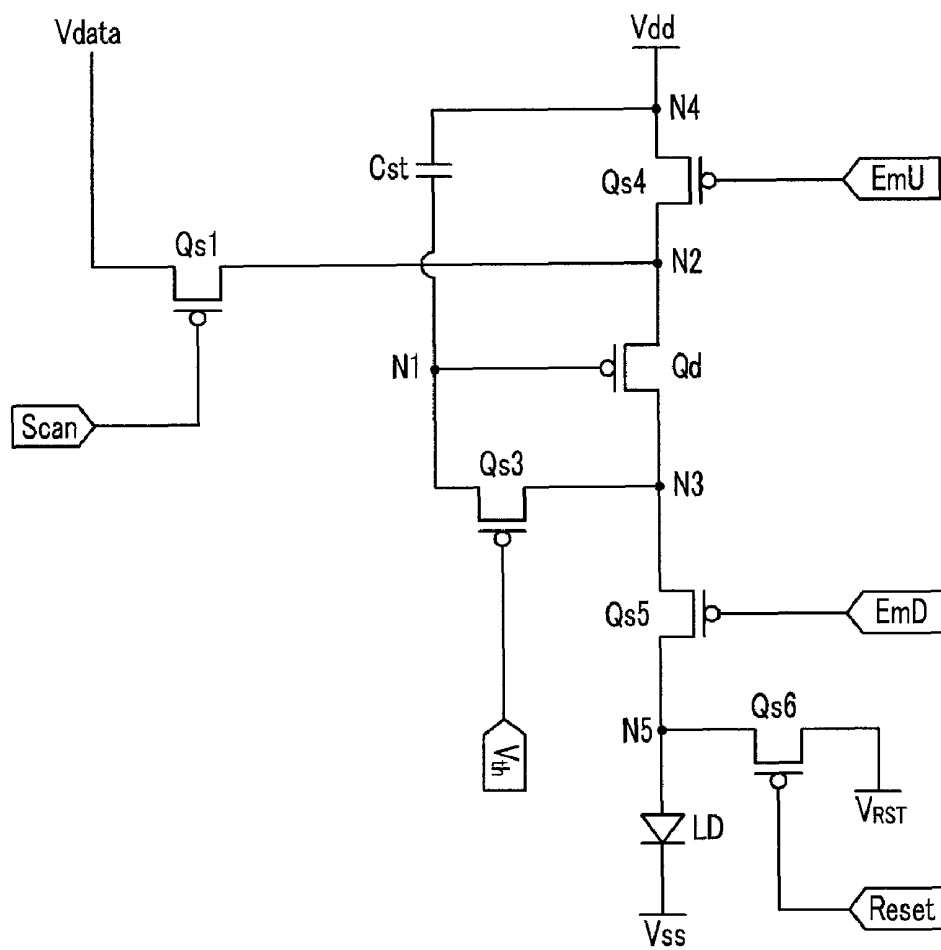 Vdata
Vdd
N4
Cst
Qs4
EmU
Qs1
N2
N1
Qd
Scan
Qs3
N3
Qs5
EmD
Qs6
N5
Vth
VRST
LD
Reset
Vss